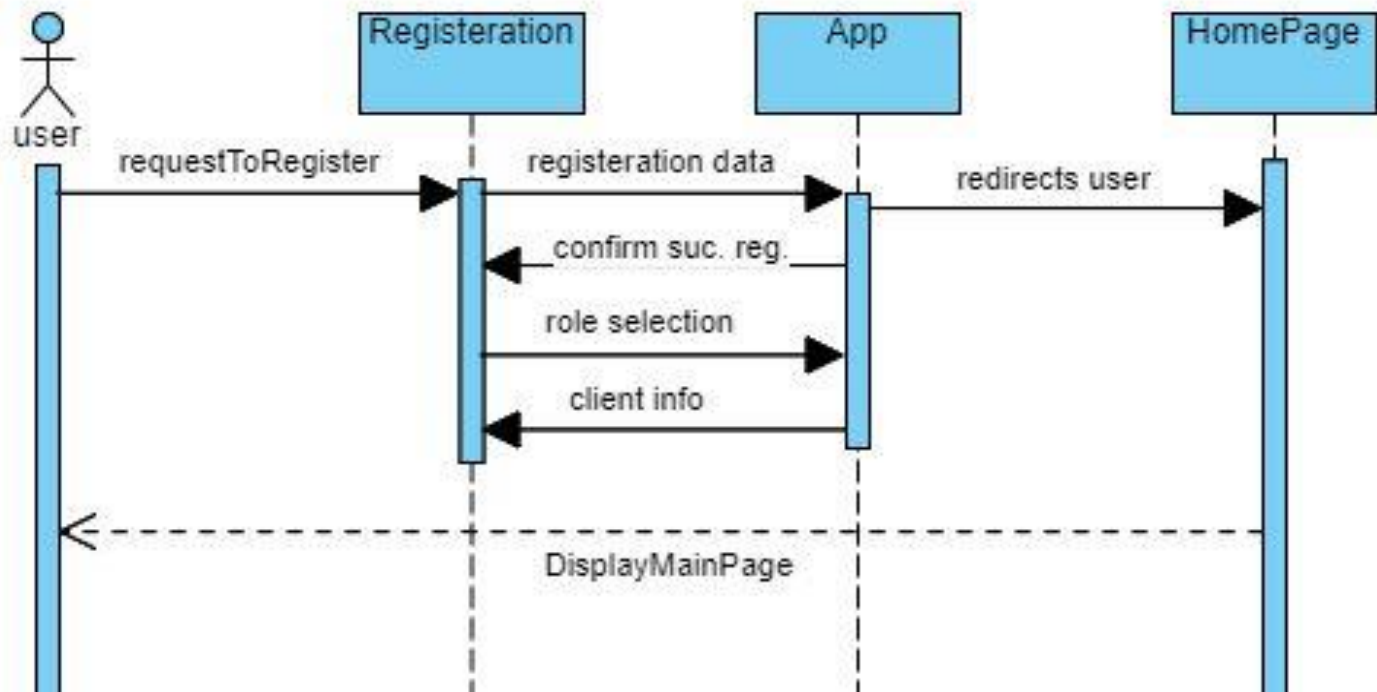 Registeration
App
HomePage
user
requestToRegister
registeration data
redirects user
confirm suc. reg.
role selection
client info
DisplayMainPage